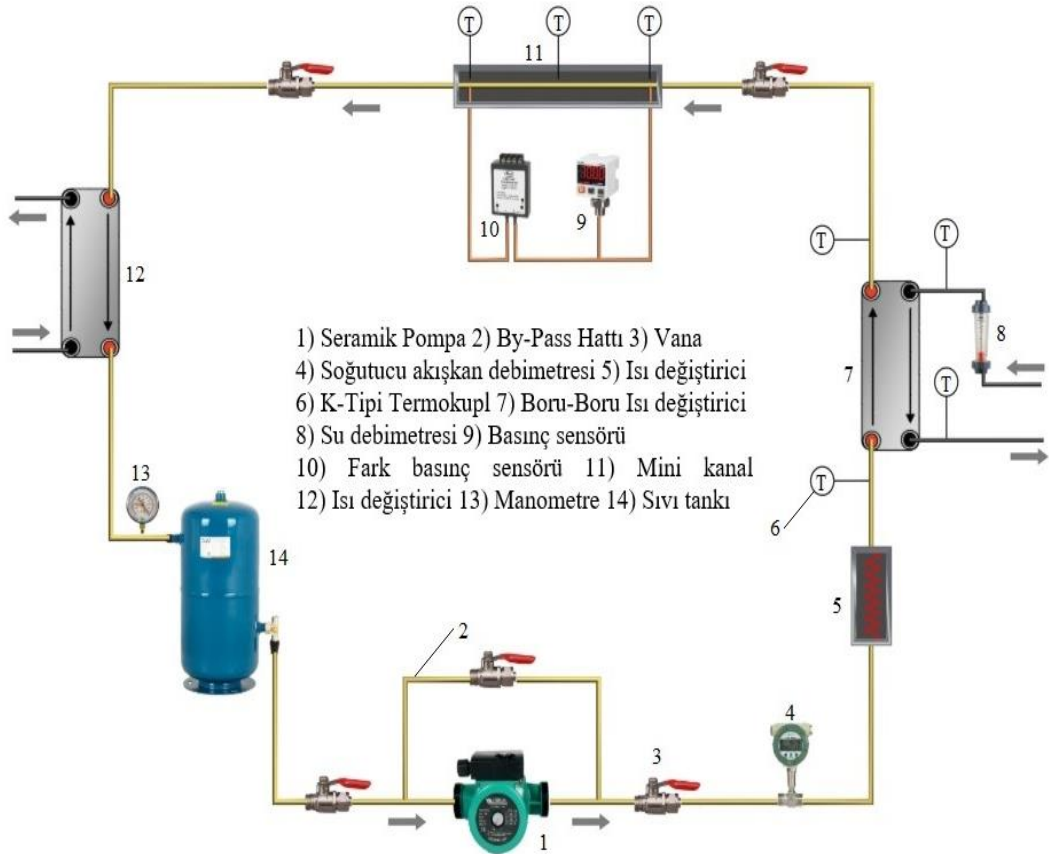 T
T
T
11
10
9
12
T
T
8
7
T
1) Seramik Pompa 2) By-Pass Hattı 3) Vana
4) Soğutucu akışkan debimetresi 5) Isı değiştirici
6) K-Tipi Termokupl 7) Boru-Boru Isı değiştirici
8) Su debimetresi 9) Basınç sensörü
10) Fark basınç sensörü 11) Mini kanal
12) Isı değiştirici 13) Manometre 14) Sıvı tankı
13
T
6
14
5
2
4
3
1